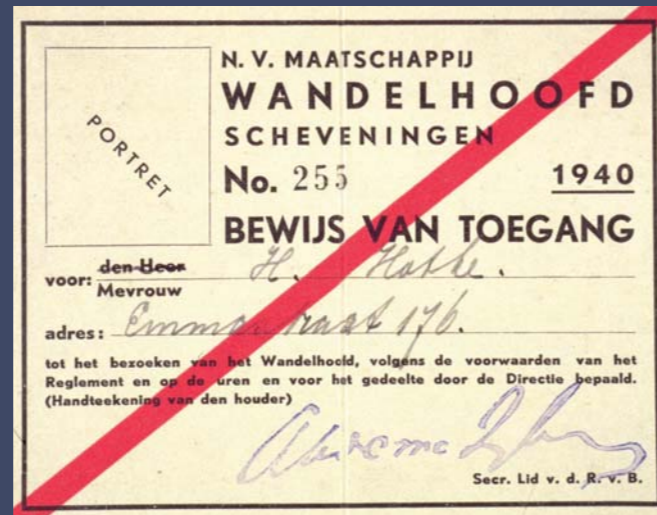 PORTRET
N. V. MAATSCHAPPIJ
WANDELHOOFD
SCHEVENINGEN
No. 255 1940
BEWIJS VAN TOEGANG
voor: den Heer H.
Mevrouw
adres: Emmastraat 176.
tot het bezoeken van het Wandelhoofd, volgens de voorwaarden van het
Reglement en op de uren en voor het gedeelte door de Directie bepaald.
(Handteekening van den houder)
Secr. Lid v. d. R. v. B.